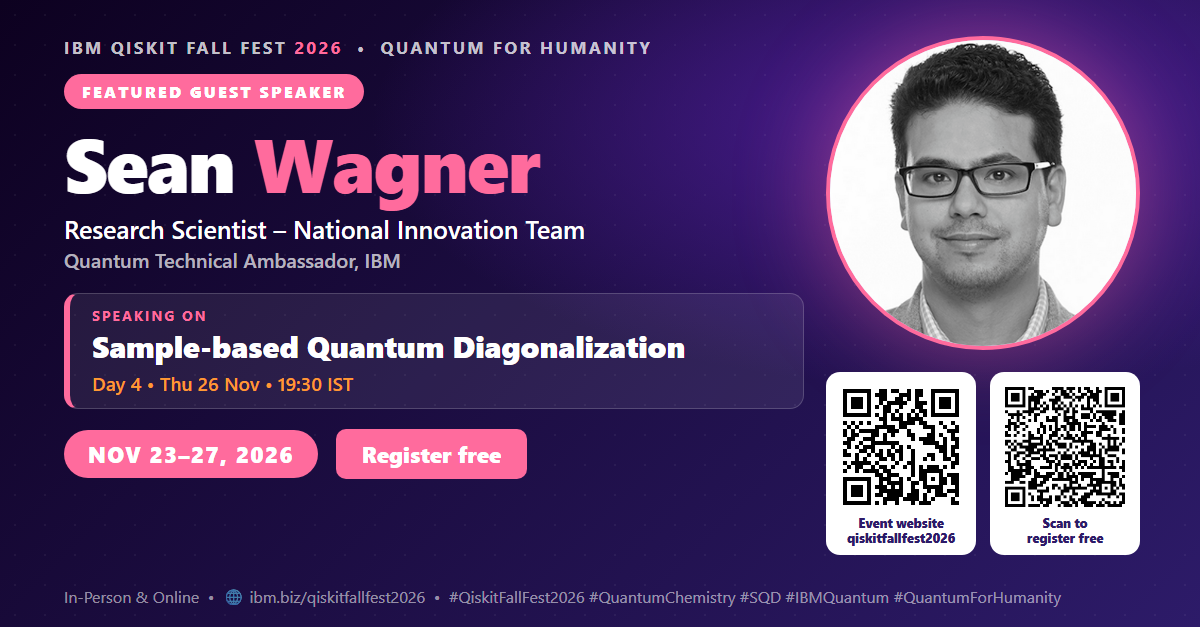 IBM QISKIT FALL FEST 2026 • QUANTUM FOR HUMANITY
FEATURED GUEST SPEAKER
Sean Wagner
Research Scientist – National Innovation Team
Quantum Technical Ambassador, IBM
SPEAKING ON
Sample-based Quantum Diagonalization
Day 4 • Thu 26 Nov • 19:30 IST
NOV 23–27, 2026
Register free
Event website
qiskitfallfest2026
Scan to
register free
In-Person & Online • 🌐 ibm.biz/qiskitfallfest2026 • #QiskitFallFest2026 #QuantumChemistry #SQD #IBMQuantum #QuantumForHumanity